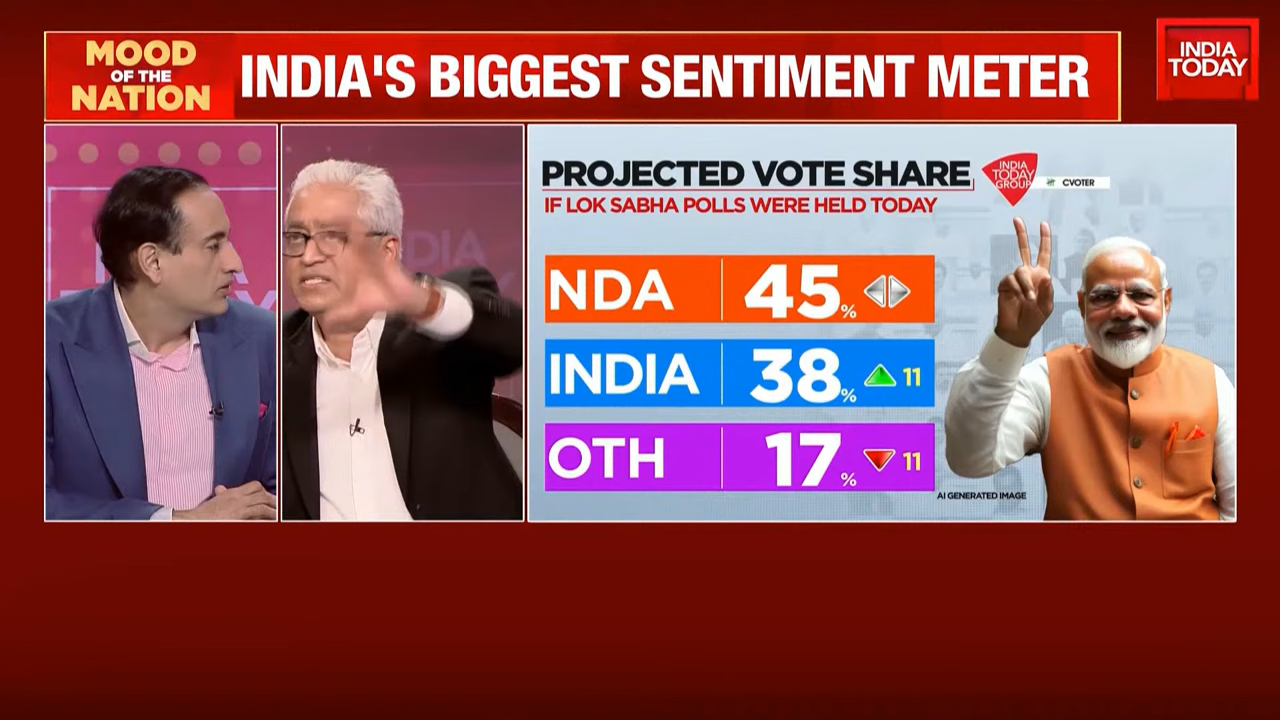 MOOD
OF THE
NATION
INDIA'S BIGGEST SENTIMENT METER
INDIA
TODAY
PROJECTED VOTE SHARE
IF LOK SABHA POLLS WERE HELD TODAY
INDIA
TODAY
GROUP
CVOTER
NDA 45%
INDIA 38% 11
OTH 17% 11
AI GENERATED IMAGE